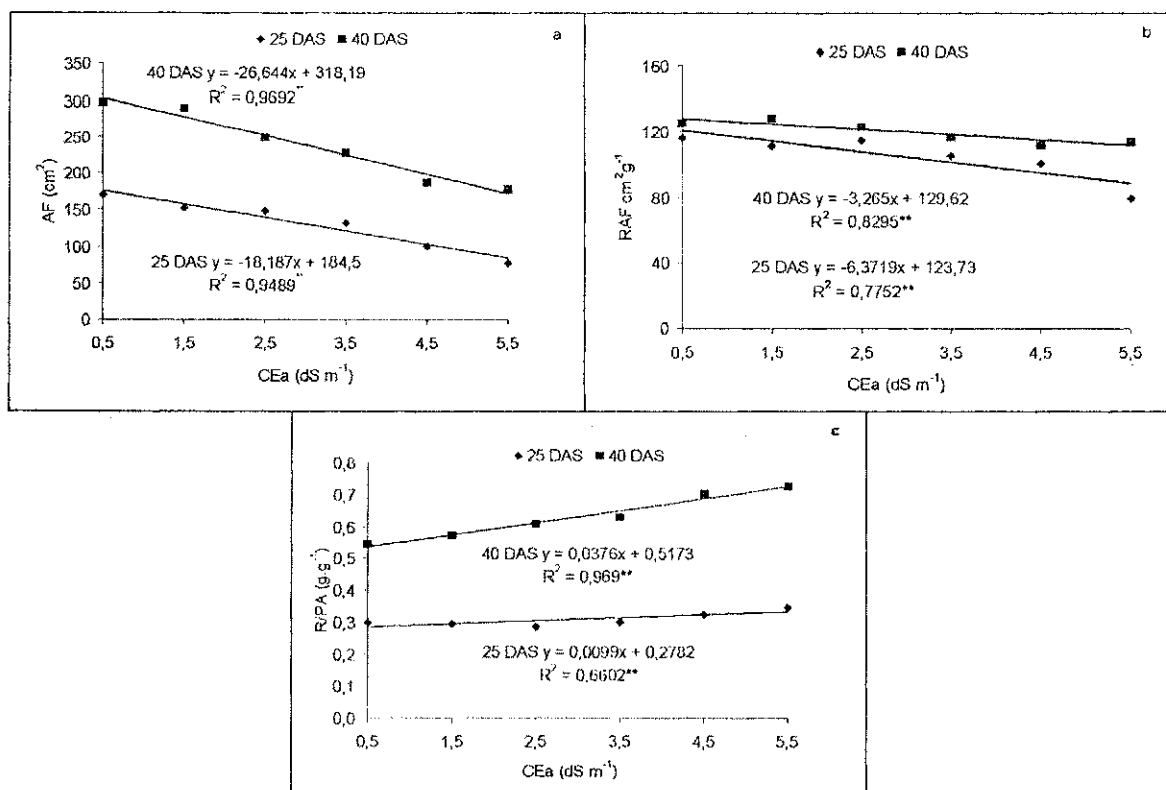 a
25 DAS 40 DAS
350
300
250
200
150
100
50
0
AF (cm²)
40 DAS y = -26,644x + 318,19
R² = 0,9692**
25 DAS y = -18,187x + 184,5
R² = 0,9489**
0,5 1,5 2,5 3,5 4,5 5,5
CEa (dS m⁻¹)
b
25 DAS 40 DAS
160
120
80
40
0
RAF cm²g⁻¹
40 DAS y = -3,265x + 129,62
R² = 0,8295**
25 DAS y = -6,3719x + 123,73
R² = 0,7752**
0,5 1,5 2,5 3,5 4,5 5,5
CEa (dS m⁻¹)
c
25 DAS 40 DAS
0,8
0,7
0,6
0,5
0,4
0,3
0,2
0,1
0,0
R/PA (g g⁻¹)
40 DAS y = 0,0376x + 0,5173
R² = 0,969**
25 DAS y = 0,0099x + 0,2782
R² = 0,6602**
0,5 1,5 2,5 3,5 4,5 5,5
CEa (dS m⁻¹)